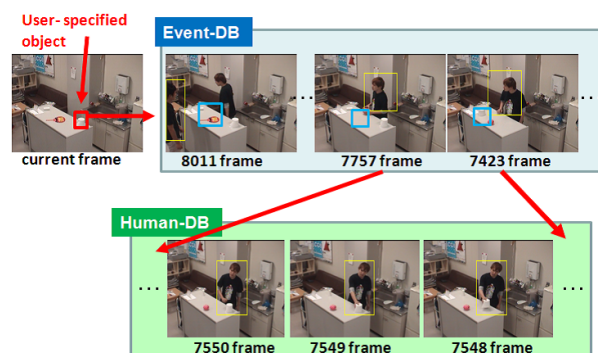 User- specified
object
Event-DB
...
...
current frame
8011 frame
7757 frame
7423 frame
Human-DB
...
...
7550 frame
7549 frame
7548 frame